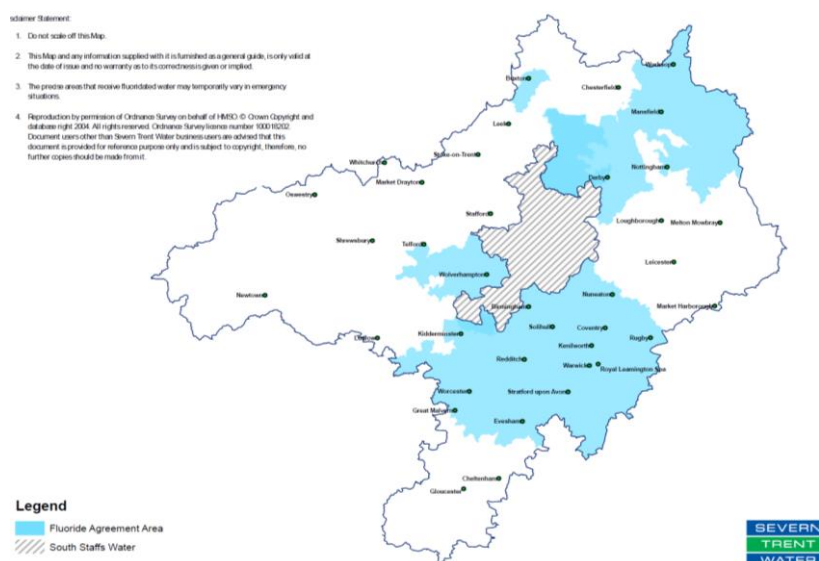 sclaimer Statement:
1. Do not scale off this Map.
2. This Map and any information supplied with it is furnished as a general guide, is only valid at
the date of issue and no warranty as to its correctness is given or implied.
3. The precise areas that receive fluoridated water may temporarily vary in emergency
situations.
4. Reproduction by permission of Ordnance Survey on behalf of HMSO. © Crown Copyright and
database right 2004. All rights reserved. Ordnance Survey licence number 100018202.
Document users other than Severn Trent Water business users are advised that this
document is provided for reference purpose only and is subject to copyright, therefore, no
further copies should be made from it.
Worksop
Buxton
Chesterfield
Mansfield
Leek
Stoke-on-Trent
Whitchurch
Nottingham
Derby
Market Drayton
Oswestry
Stafford
Loughborough
Melton Mowbray
Shrewsbury
Telford
Leicester
Wolverhampton
Newtown
Nuneaton
Market Harborough
Birmingham
Solihull
Coventry
Kidderminster
Ludlow
Rugby
Kenilworth
Redditch
Warwick
Royal Leamington Spa
Worcester
Stratford upon Avon
Great Malvern
Evesham
Cheltenham
Gloucester
Legend
Fluoride Agreement Area
South Staffs Water
SEVERN
TRENT
WATER